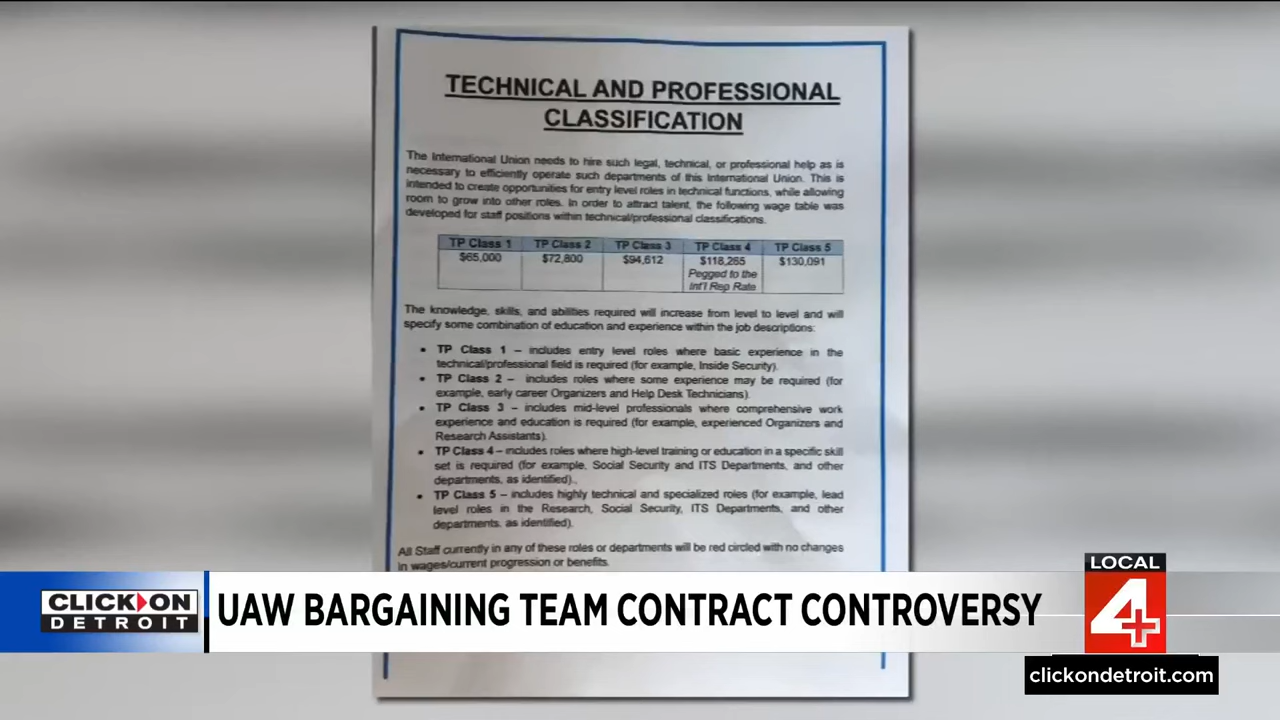 TECHNICAL AND PROFESSIONAL
CLASSIFICATION
The International Union needs to hire such legal, technical, or professional help as is
necessary to efficiently operate such departments of this International Union. This is
intended to create opportunities for entry level roles in technical functions, while allowing
room to grow into other roles. In order to attract talent, the following wage table was
developed for staff positions within technical/professional classifications.
TP Class 1 TP Class 2 TP Class 3 TP Class 4 TP Class 5
$65,000 $72,800 $94,612 $118,265 $130,091
Pegged to the
Int'l Rep Rate
The knowledge, skills, and abilities required will increase from level to level and will
specify some combination of education and experience within the job descriptions:
• TP Class 1 – includes entry level roles where basic experience in the
technical/professional field is required (for example, Inside Security).
• TP Class 2 – includes roles where some experience may be required (for
example, early career Organizers and Help Desk Technicians).
• TP Class 3 – includes mid-level professionals where comprehensive work
experience and education is required (for example, experienced Organizers and
Research Assistants).
• TP Class 4 – includes roles where high-level training or education in a specific skill
set is required (for example, Social Security and ITS Departments, and other
departments, as identified).,
• TP Class 5 – includes highly technical and specialized roles (for example, lead
level roles in the Research, Social Security, ITS Departments, and other
departments, as identified).
All Staff currently in any of these roles or departments will be red circled with no changes
in wages/current progression or benefits.
CLICK ON
DETROIT
UAW BARGAINING TEAM CONTRACT CONTROVERSY
LOCAL
4+
clickondetroit.com